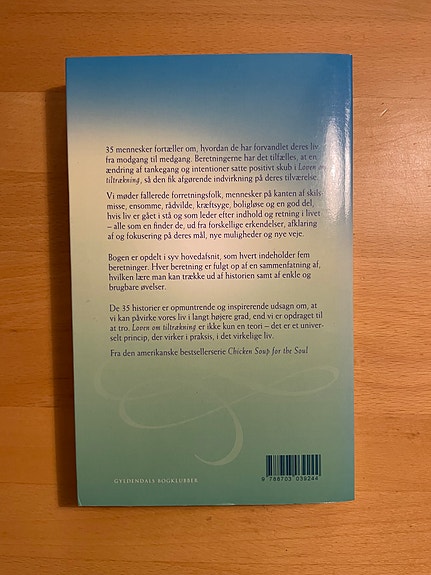 35 mennesker fortæller om, hvordan de har forvandlet deres liv
fra modgang til medgang. Beretningerne har det tilfælles, at en
ændring af tankegang og intentioner satte positivt skub i Loven om
tiltrækning, så den fik afgørende indvirkning på deres tilværelse.
Vi møder fallerede forretningsfolk, mennesker på kanten af skils-
misse, ensomme, rådvilde, kræftsyge, boligløse og en god del,
hvis liv er gået i stå og som leder efter indhold og retning i livet
– alle som en finder de, ud fra forskellige erkendelser, afklaring
af og fokusering på deres mål, nye muligheder og nye veje.
Bogen er opdelt i syv hovedafsnit, som hvert indeholder fem
beretninger. Hver beretning er fulgt op af en sammenfatning af,
hvilken lære man kan trække ud af historien samt af enkle og
brugbare øvelser.
De 35 historier er opmuntrende og inspirerende udsagn om, at
vi kan påvirke vores liv i langt højere grad, end vi er opdraget til
at tro. Loven om tiltrækning er ikke kun en teori – det er et univer-
selt princip, der virker i praksis, i det virkelige liv.
Fra den amerikanske bestsellerserie Chicken Soup for the Soul
GYLDENDALS BOGKLUBBER
9 788703 039244